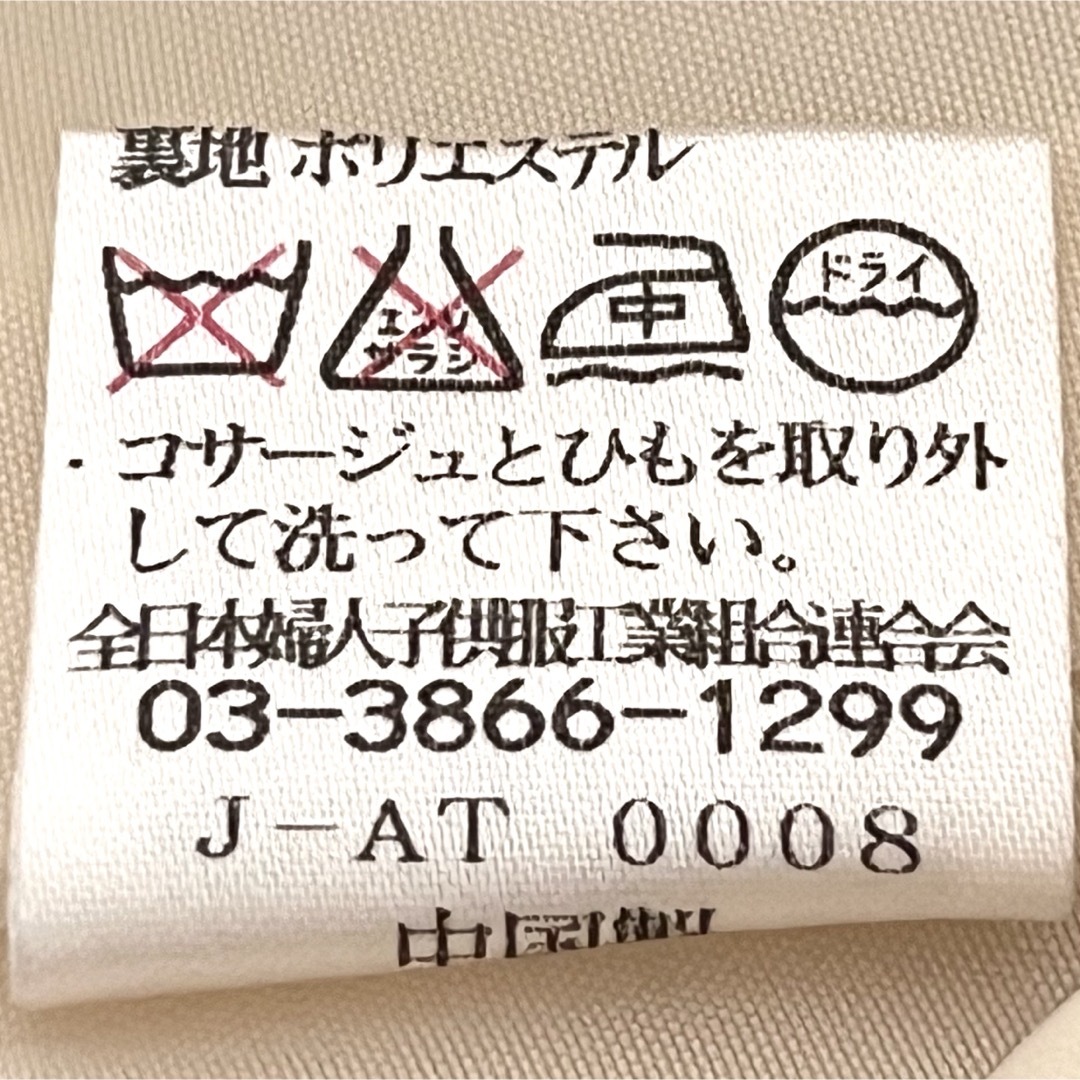 裏地 ポリエステル
エンソ
サラシ
中
ドライ
・コサージュとひもを取り外
して洗って下さい。
全日本婦人子供服工業組合連合会
03-3866-1299
J-AT 0008
中国製